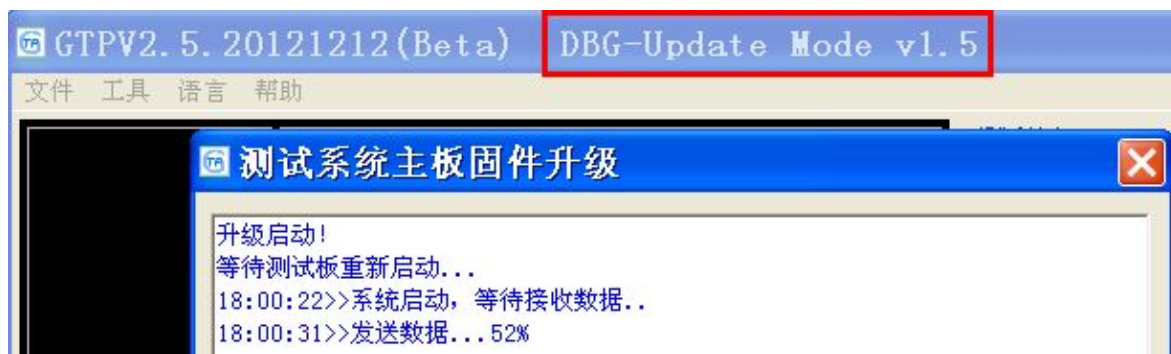 GTPV2.5.20121212(Beta) DBG-Update Mode v1.5
文件 工具 语言 帮助
测试系统主板固件升级
升级启动!
等待测试板重新启动...
18:00:22>>系统启动，等待接收数据..
18:00:31>>发送数据...52%